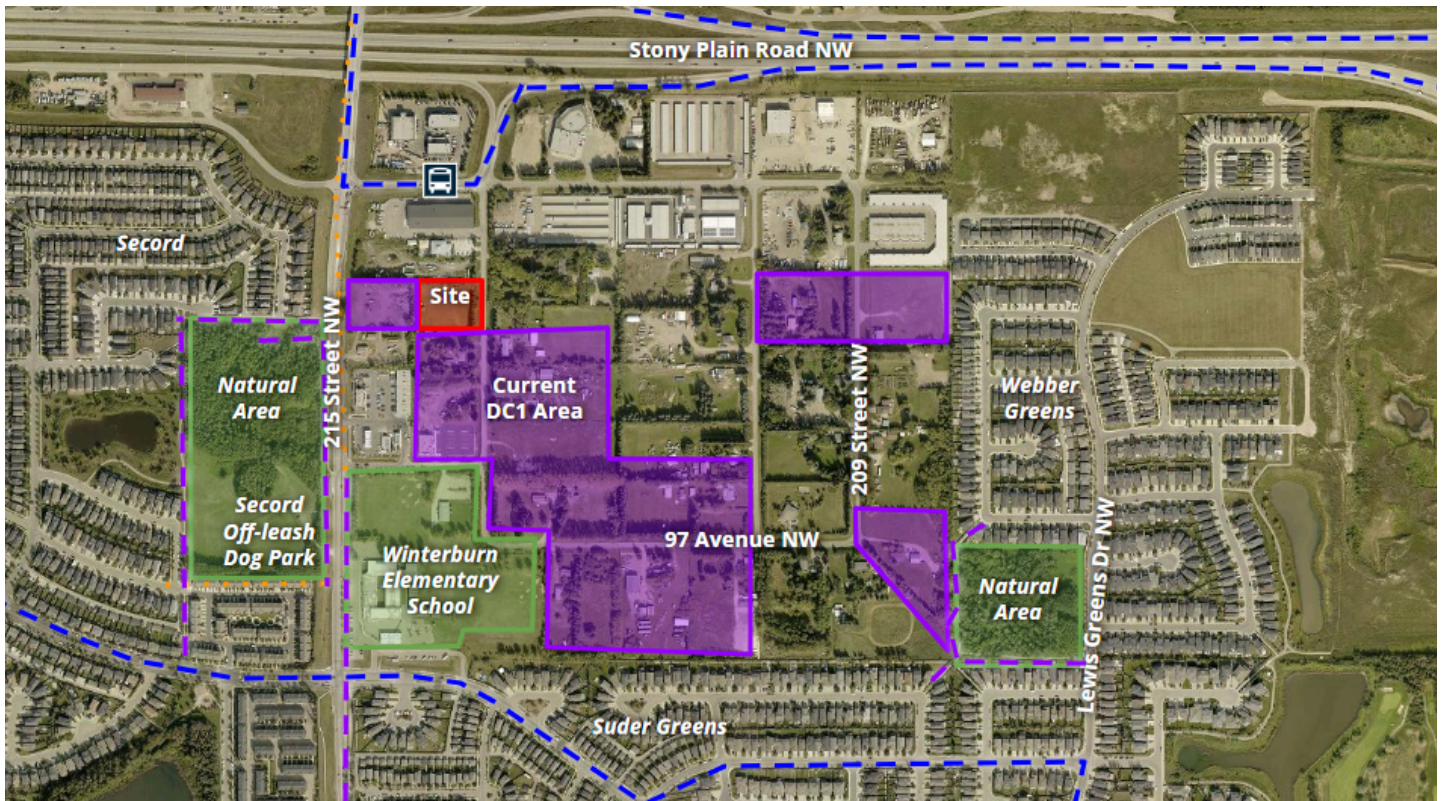 Stony Plain Road NW
Secord
Site
215 Street NW
Natural
Area
Current
DC1 Area
209 Street NW
Webber
Greens
Secord
Off-leash
Dog Park
Winterburn
Elementary
School
97 Avenue NW
Natural
Area
Lewis Greens Dr NW
Suder Greens